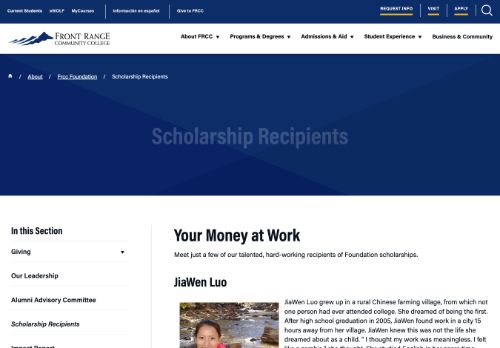 Current Students eWOLF MyCourses Información en español Give to FRCC REQUEST INFO VISIT APPLY
FRONT RANGE
COMMUNITY COLLEGE
About FRCC Programs & Degrees Admissions & Aid Student Experience Business & Community
/ About / Frcc Foundation / Scholarship Recipients
Scholarship Recipients
In this Section
Giving
Our Leadership
Alumni Advisory Committee
Scholarship Recipients
Your Money at Work
Meet just a few of our talented, hard-working recipients of Foundation scholarships.
JiaWen Luo
JiaWen Luo grew up in a rural Chinese farming village, from which not
one person had ever attended college. She dreamed of being the first.
After high school graduation in 2005, JiaWen found work in a city 15
hours away from her village. JiaWen knew this was not the life she
dreamed about as a child. " I thought my work was meaningless. I felt